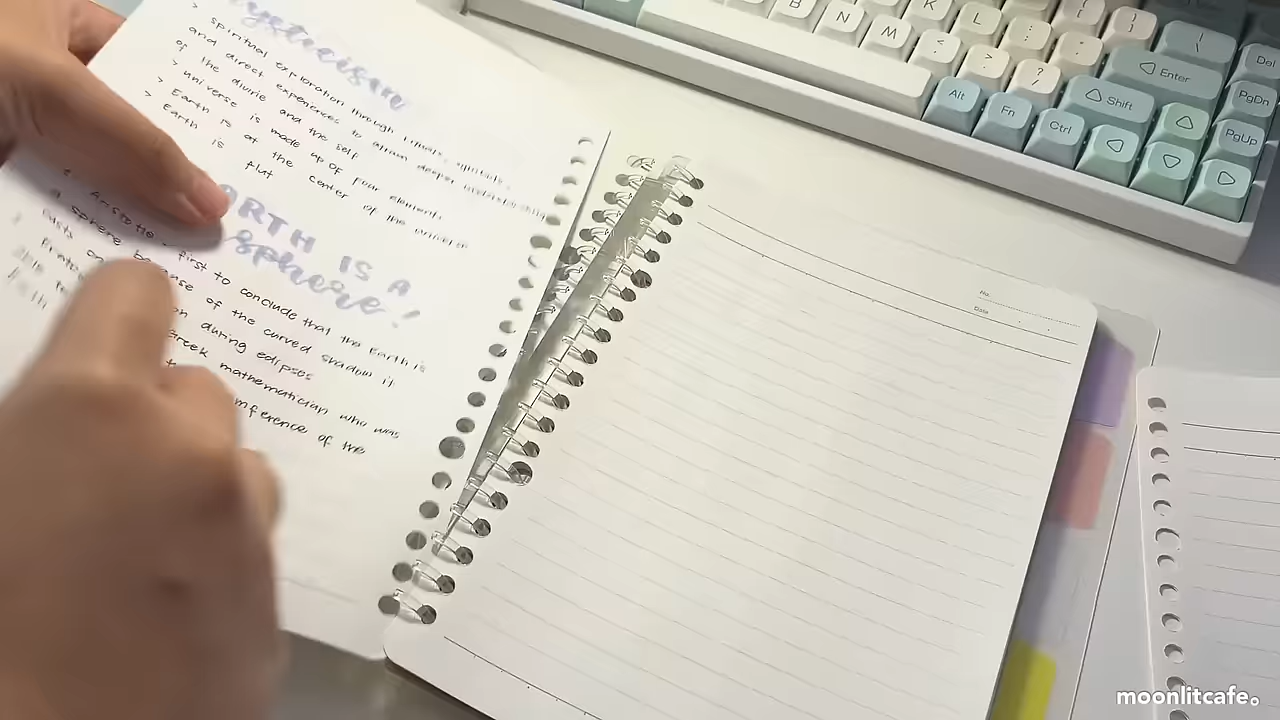 mysticism
> spiritual exploration through rituals, symbols,
and direct experiences to attain deeper understanding
of the divine and the self
> universe is made up of four elements
> Earth is at the center of the universe
> Earth is flat
EARTH IS A
sphere!
Aristotle first to conclude that the Earth is
a sphere because of the curved shadow it
casts on during eclipses
Greek mathematician who was
of the
B N M K L : ; < > ? { [ } ] | \
Enter
Shift
Alt Fn Ctrl
Del
PgDn
PgUp
No.
Date
moonlitcafe.